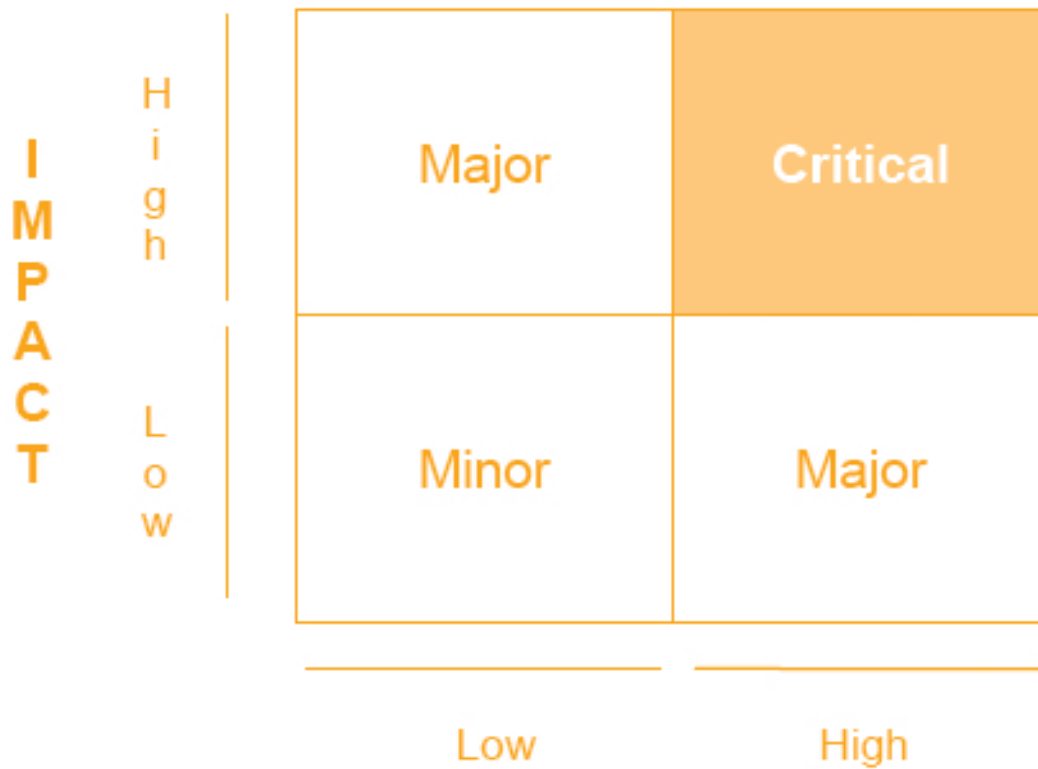 IMPACT
High
Major
Critical
Low
Minor
Major
Low
High